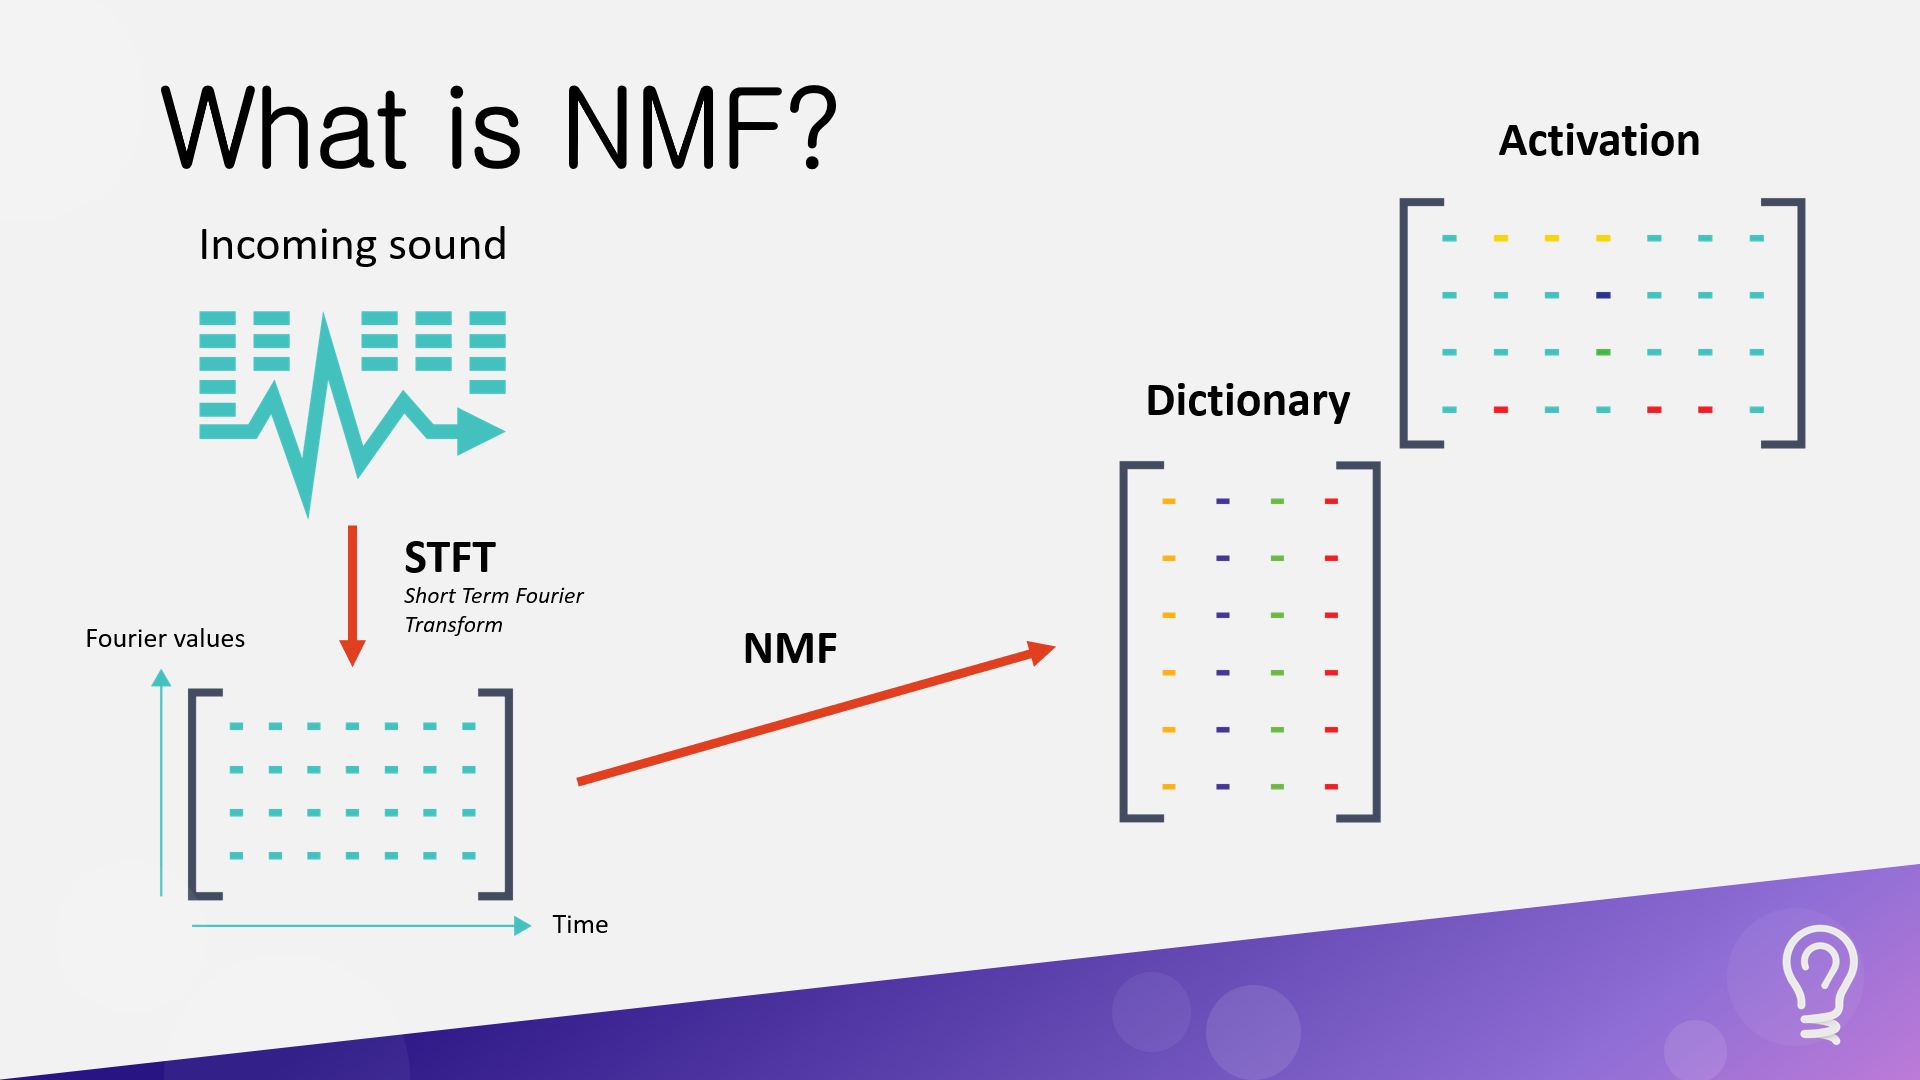 What is NMF?
Activation
Incoming sound
Dictionary
STFT
Short Term Fourier
Transform
Fourier values
NMF
Time